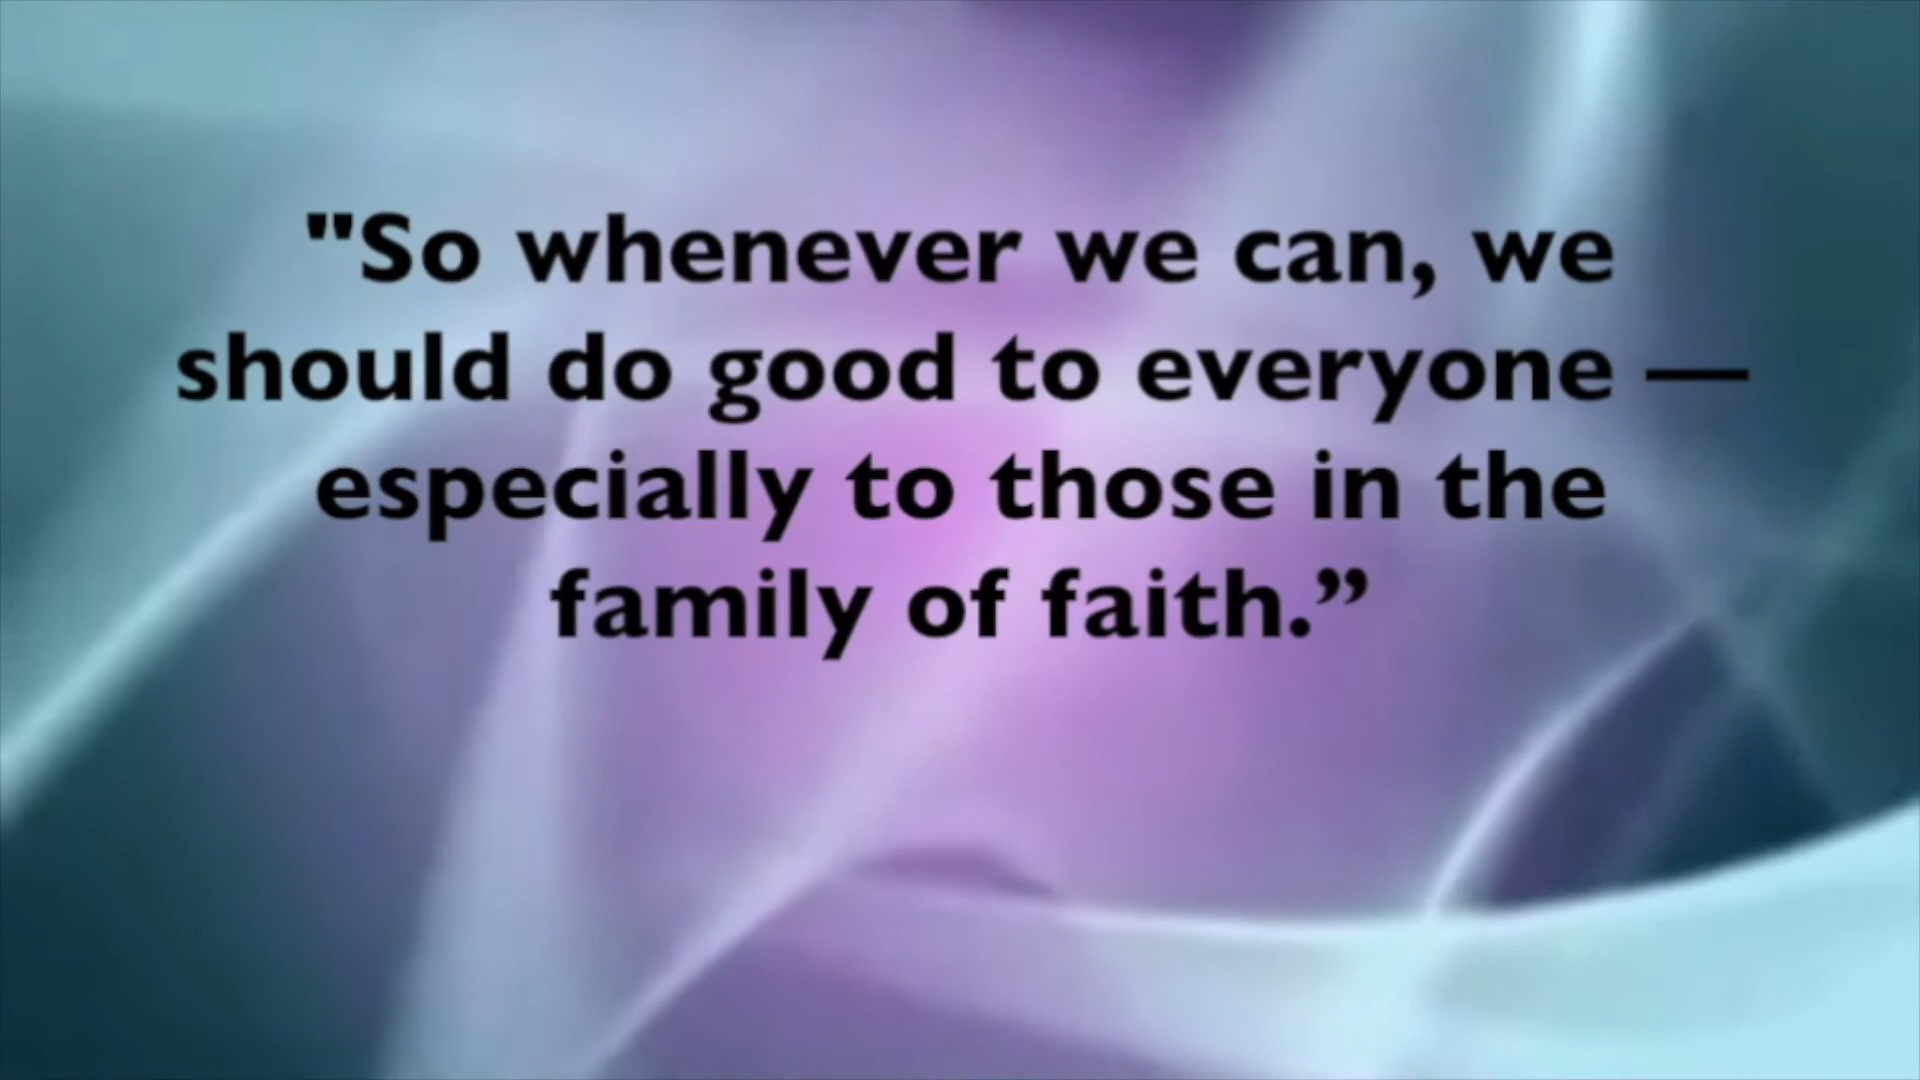 "So whenever we can, we
should do good to everyone —
especially to those in the
family of faith.”